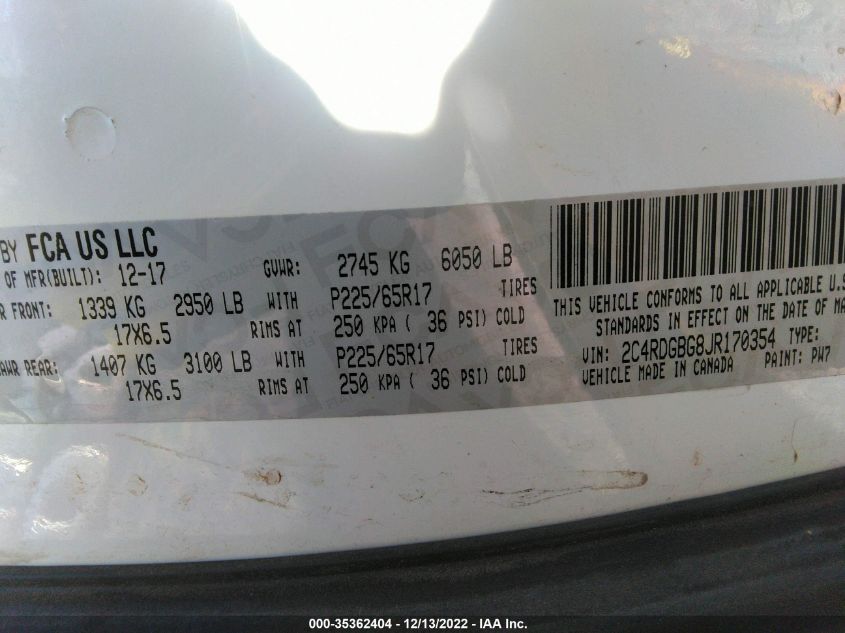 BY FCA US LLC
OF MFR(BUILT): 12-17 GVWR: 2745 KG 6050 LB
R FRONT: 1339 KG 2950 LB WITH P225/65R17 TIRES
17X6.5 RIMS AT 250 KPA ( 36 PSI) COLD
AWR REAR: 1407 KG 3100 LB WITH P225/65R17 TIRES
17X6.5 RIMS AT 250 KPA ( 36 PSI) COLD
THIS VEHICLE CONFORMS TO ALL APPLICABLE U.S
STANDARDS IN EFFECT ON THE DATE OF MA
VIN: 2C4RDGBG8JR170354 TYPE:
VEHICLE MADE IN CANADA PAINT: PW7
000-35362404 - 12/13/2022 - IAA Inc.